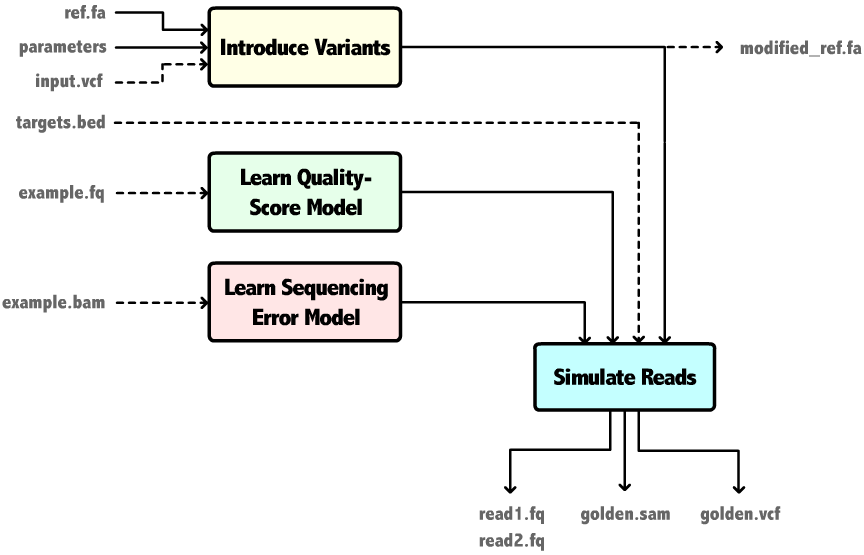 ref.fa
parameters
input.vcf
Introduce Variants
modified_ref.fa
targets.bed
example.fq
Learn Quality-
Score Model
example.bam
Learn Sequencing
Error Model
Simulate Reads
read1.fq
read2.fq
golden.sam
golden.vcf